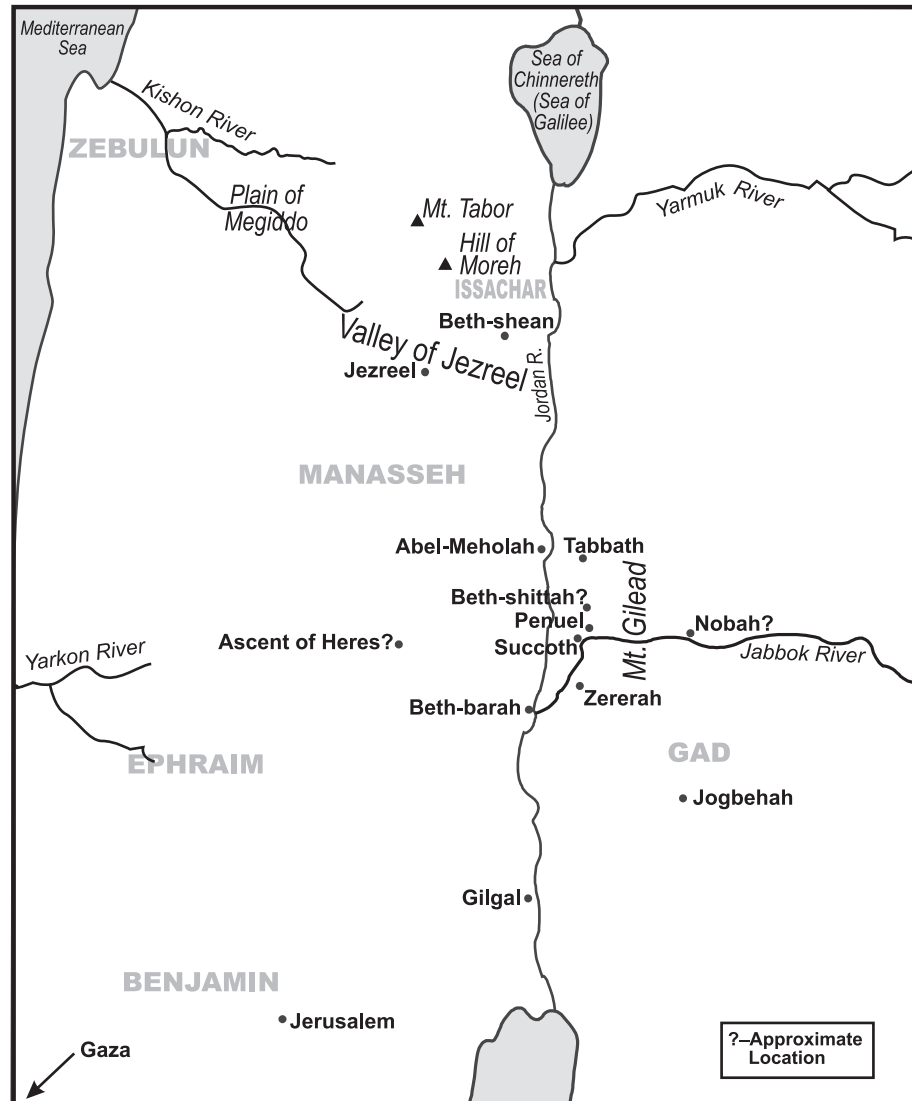 Mediterranean
Sea
Sea of
Chinnereth
(Sea of
Galilee)
Kishon River
ZEBULUN
Plain of
Megiddo
Mt. Tabor
Yarmuk River
Hill of
Moreh
ISSACHAR
Beth-shean
Valley of Jezreel
Jezreel
Jordan R.
MANASSEH
Abel-Meholah
Tabbath
Mt. Gilead
Beth-shittah?
Penuel
Nobah?
Ascent of Heres?
Succoth
Jabbok River
Yarkon River
Zererah
Beth-barah
EPHRAIM
GAD
Jogbehah
Gilgal
BENJAMIN
Jerusalem
Gaza
?–Approximate
Location